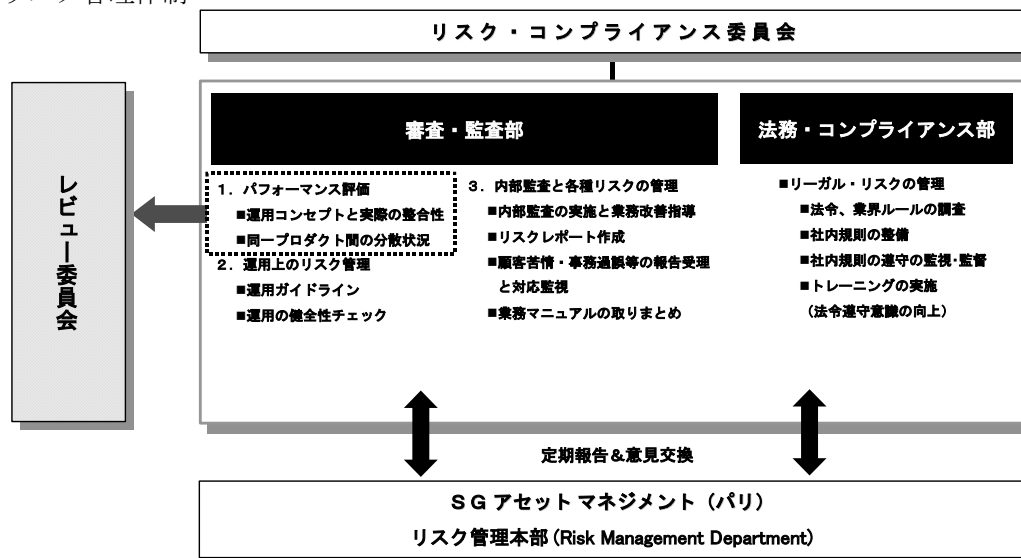 リスク管理体制
リスク・コンプライアンス委員会
レビュー委員会
審査・監査部
1．パフォーマンス評価
■運用コンセプトと実際の整合性
■同一プロダクト間の分散状況
2．運用上のリスク管理
■運用ガイドライン
■運用の健全性チェック
3．内部監査と各種リスクの管理
■内部監査の実施と業務改善指導
■リスクレポート作成
■顧客苦情・事務過誤等の報告受理
と対応監視
■業務マニュアルの取りまとめ
法務・コンプライアンス部
■リーガル・リスクの管理
■法令、業界ルールの調査
■社内規則の整備
■社内規則の遵守の監視・監督
■トレーニングの実施
（法令遵守意識の向上）
定期報告＆意見交換
SG アセット マネジメント（パリ）
リスク管理本部 (Risk Management Department)